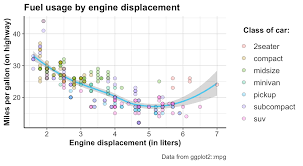 Fuel usage by engine displacement
Miles per gallon (on highway)
40
30
20
2
3
4
5
6
7
Engine displacement (in liters)
Class of car:
2seater
compact
midsize
minivan
pickup
subcompact
suv
Data from ggplot2::mpg